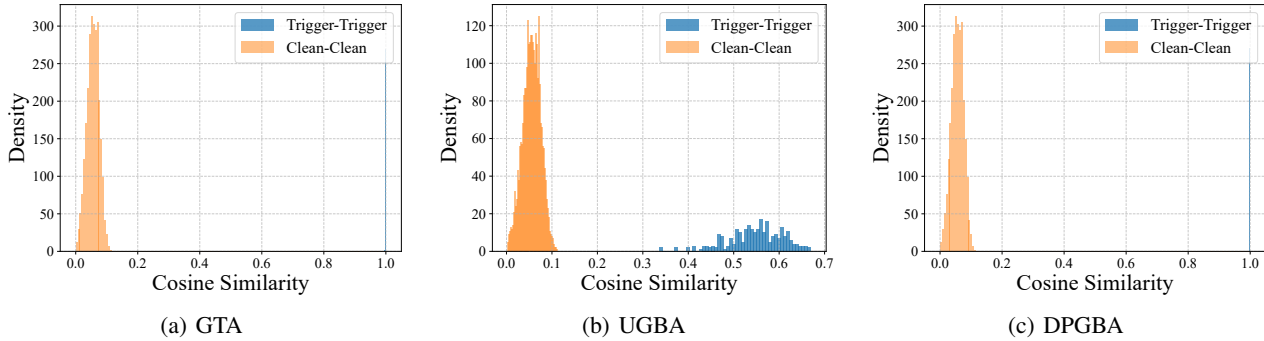 300
250
200
150
100
50
0
Density
0.0 0.2 0.4 0.6 0.8 1.0
Cosine Similarity
Trigger-Trigger
Clean-Clean
(a) GTA
120
100
80
60
40
20
0
Density
0.0 0.1 0.2 0.3 0.4 0.5 0.6 0.7
Cosine Similarity
Trigger-Trigger
Clean-Clean
(b) UGBA
300
250
200
150
100
50
0
Density
0.0 0.2 0.4 0.6 0.8 1.0
Cosine Similarity
Trigger-Trigger
Clean-Clean
(c) DPGBA